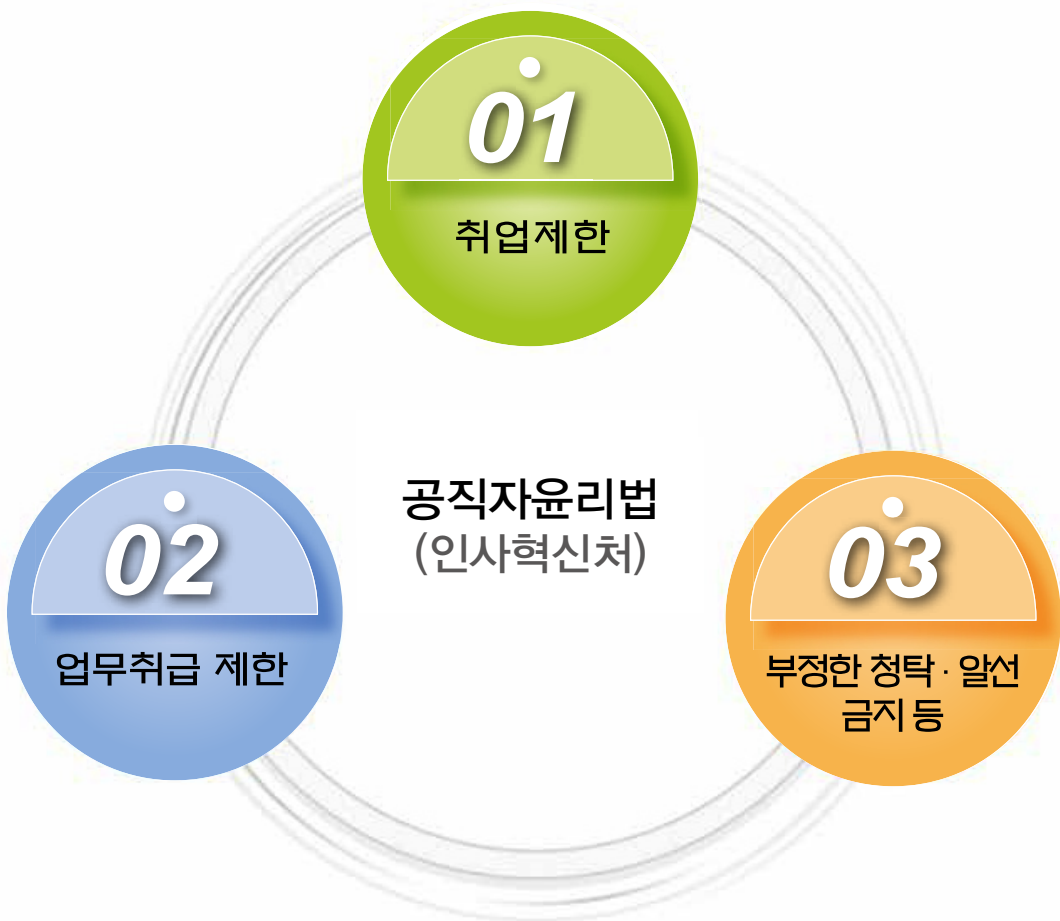 01
취업제한
공직자윤리법
(인사혁신처)
02
업무취급 제한
03
부정한 청탁 · 알선
금지 등